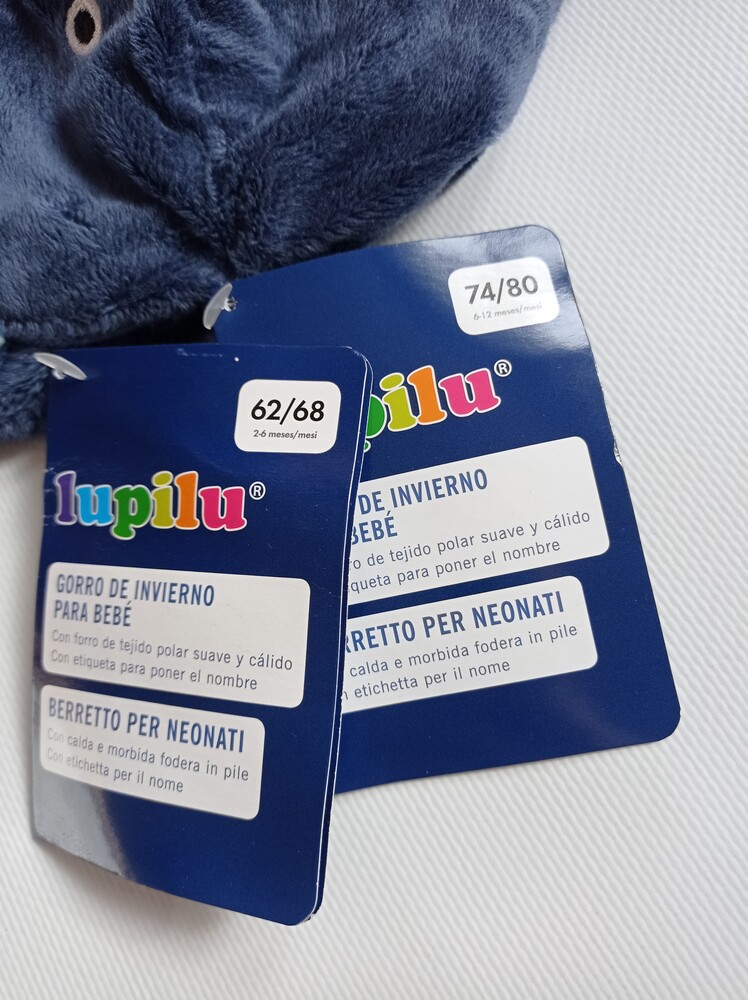 62/68
2-6 meses/mesi
lupilu®
GORRO DE INVIERNO
PARA BEBÉ
Con forro de tejido polar suave y cálido
Con etiqueta para poner el nombre
BERRETTO PER NEONATI
Con calda e morbida fodera in pile
Con etichetta per il nome
74/80
6-12 meses/mesi
pilu®
DE INVIERNO
BEBÉ
ro de tejido polar suave y cálido
queta para poner el nombre
RRETTO PER NEONATI
calda e morbida fodera in pile
etichetta per il nome